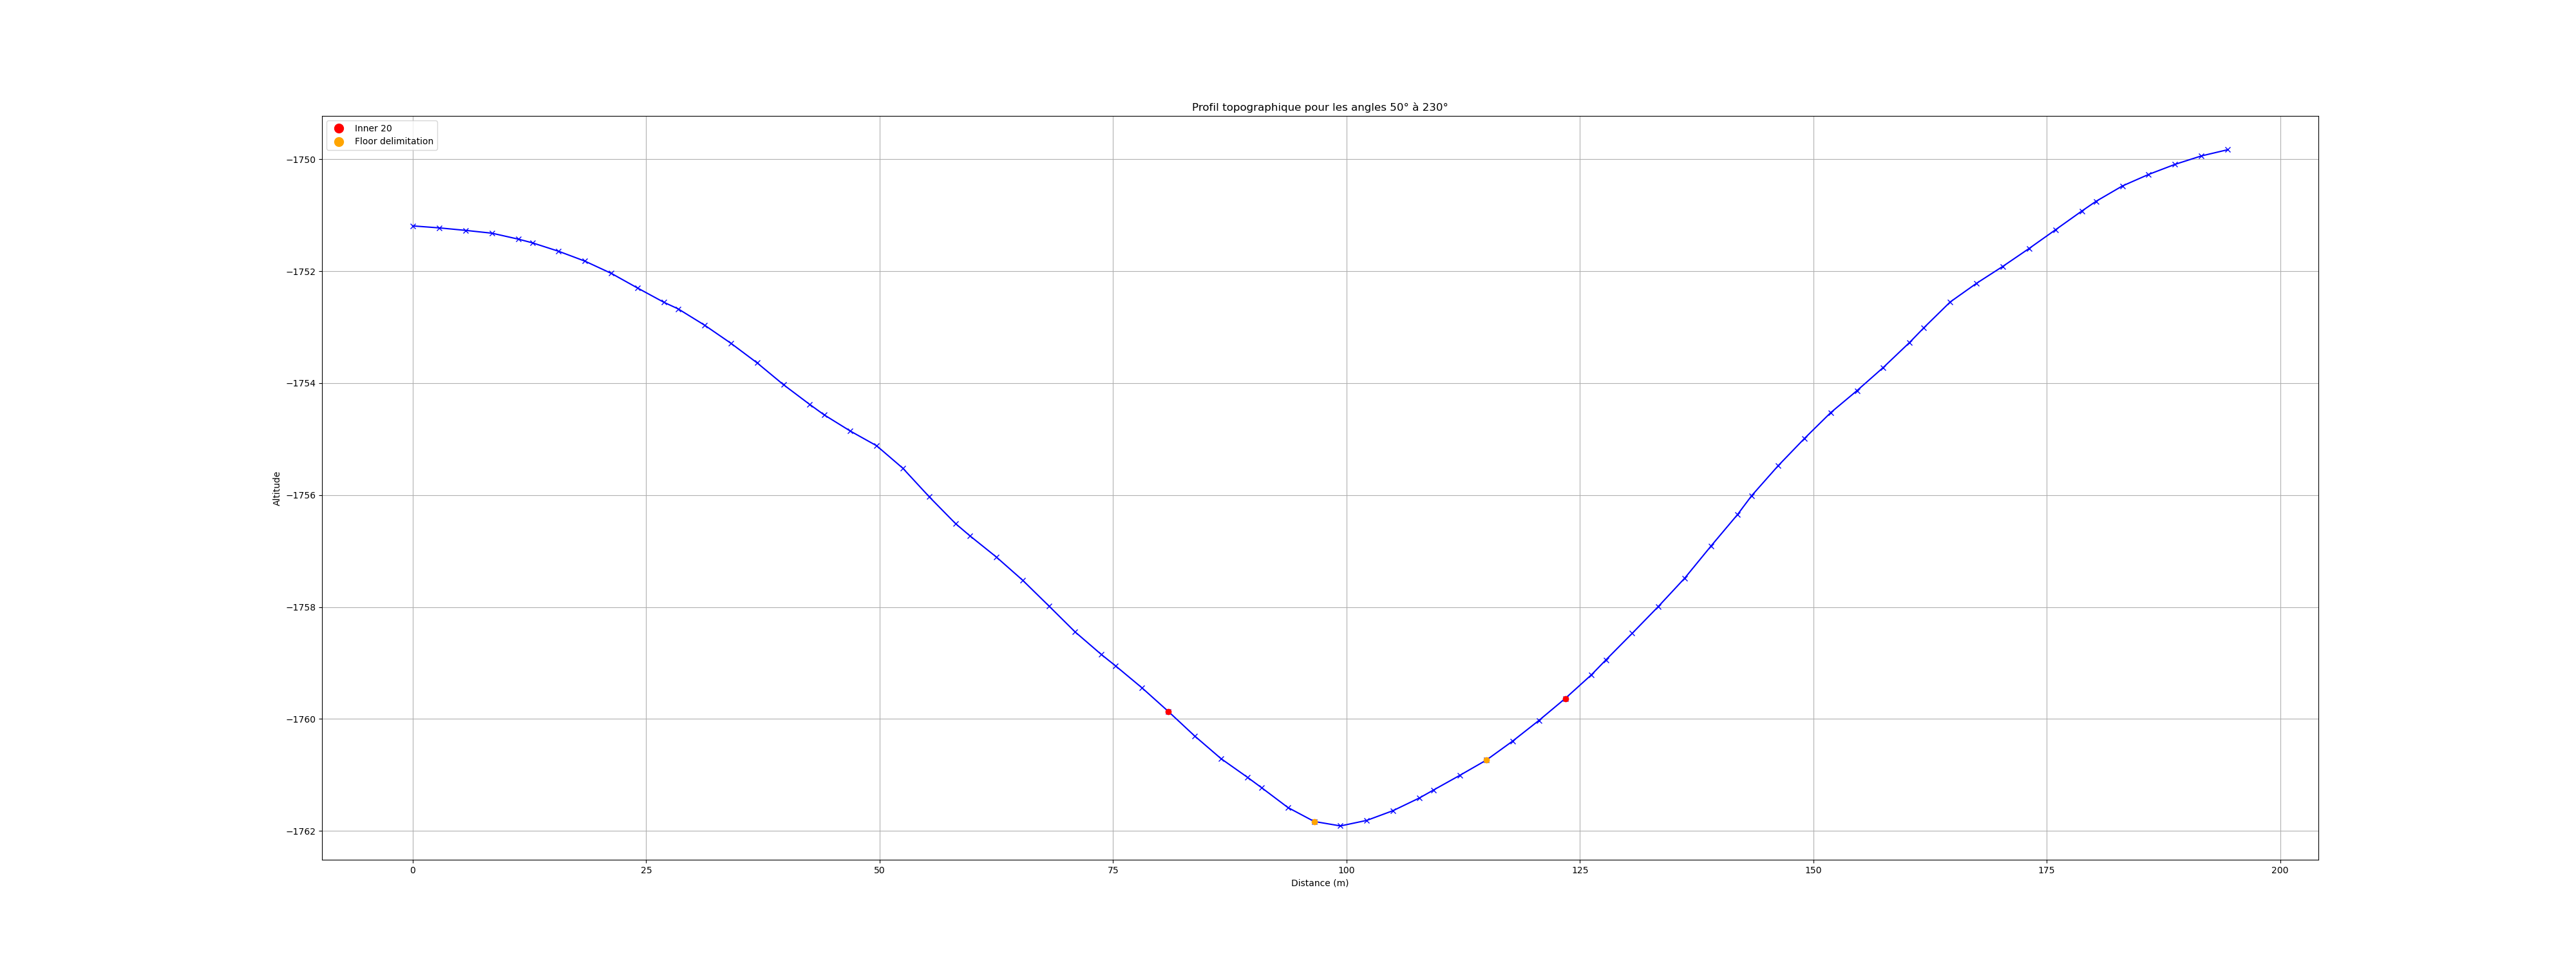 Profil topographique pour les angles 50° à 230°
Inner 20
Floor delimitation
−1750
−1752
−1754
−1756
−1758
−1760
−1762
Altitude
0 25 50 75 100 125 150 175 200
Distance (m)